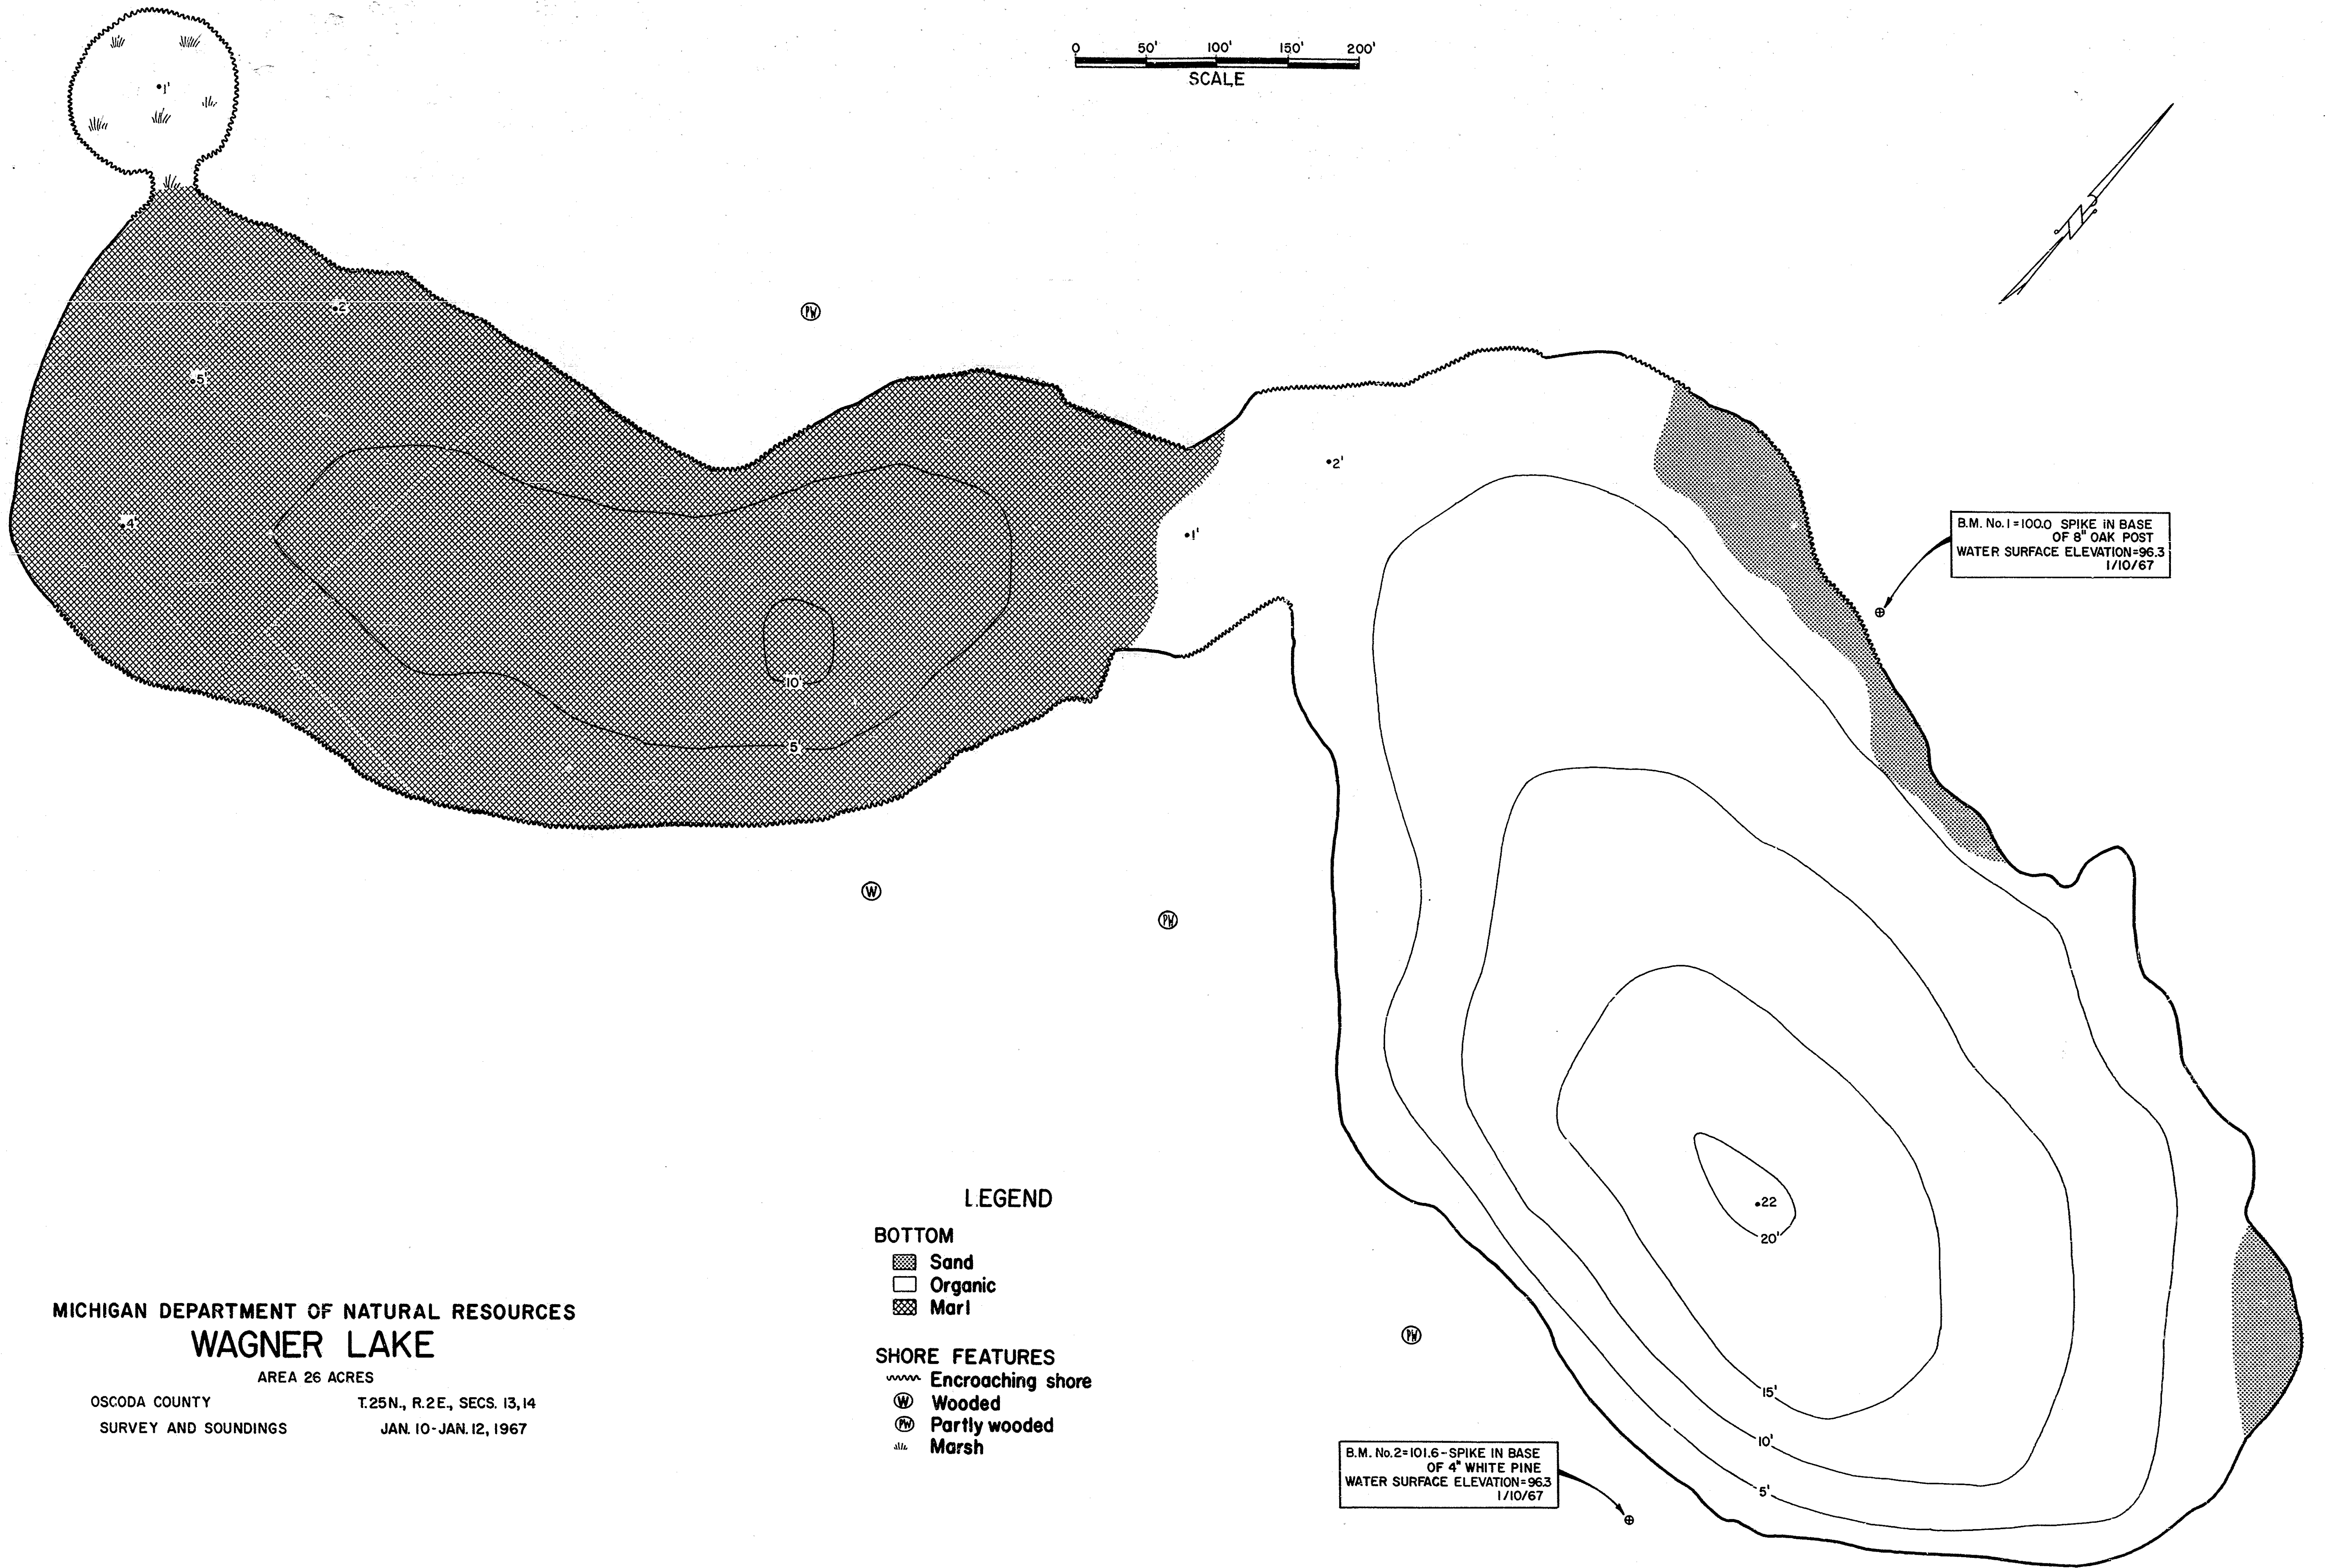 0 50' 100' 150' 200'
SCALE
1'
N
2
PW
5
2'
4
1'
B.M. No. 1 = 100.0 SPIKE IN BASE
OF 8" OAK POST
WATER SURFACE ELEVATION=96.3
1/10/67
10'
5'
W
PW
22
20'
LEGEND
BOTTOM
Sand
Organic
Marl
SHORE FEATURES
Encroaching shore
W Wooded
PW Partly wooded
Marsh
MICHIGAN DEPARTMENT OF NATURAL RESOURCES
WAGNER LAKE
AREA 26 ACRES
OSCODA COUNTY T.25N., R.2E., SECS. 13,14
SURVEY AND SOUNDINGS JAN. 10-JAN. 12, 1967
PW
15'
10'
5'
B.M. No.2=101.6-SPIKE IN BASE
OF 4" WHITE PINE
WATER SURFACE ELEVATION=96.3
1/10/67